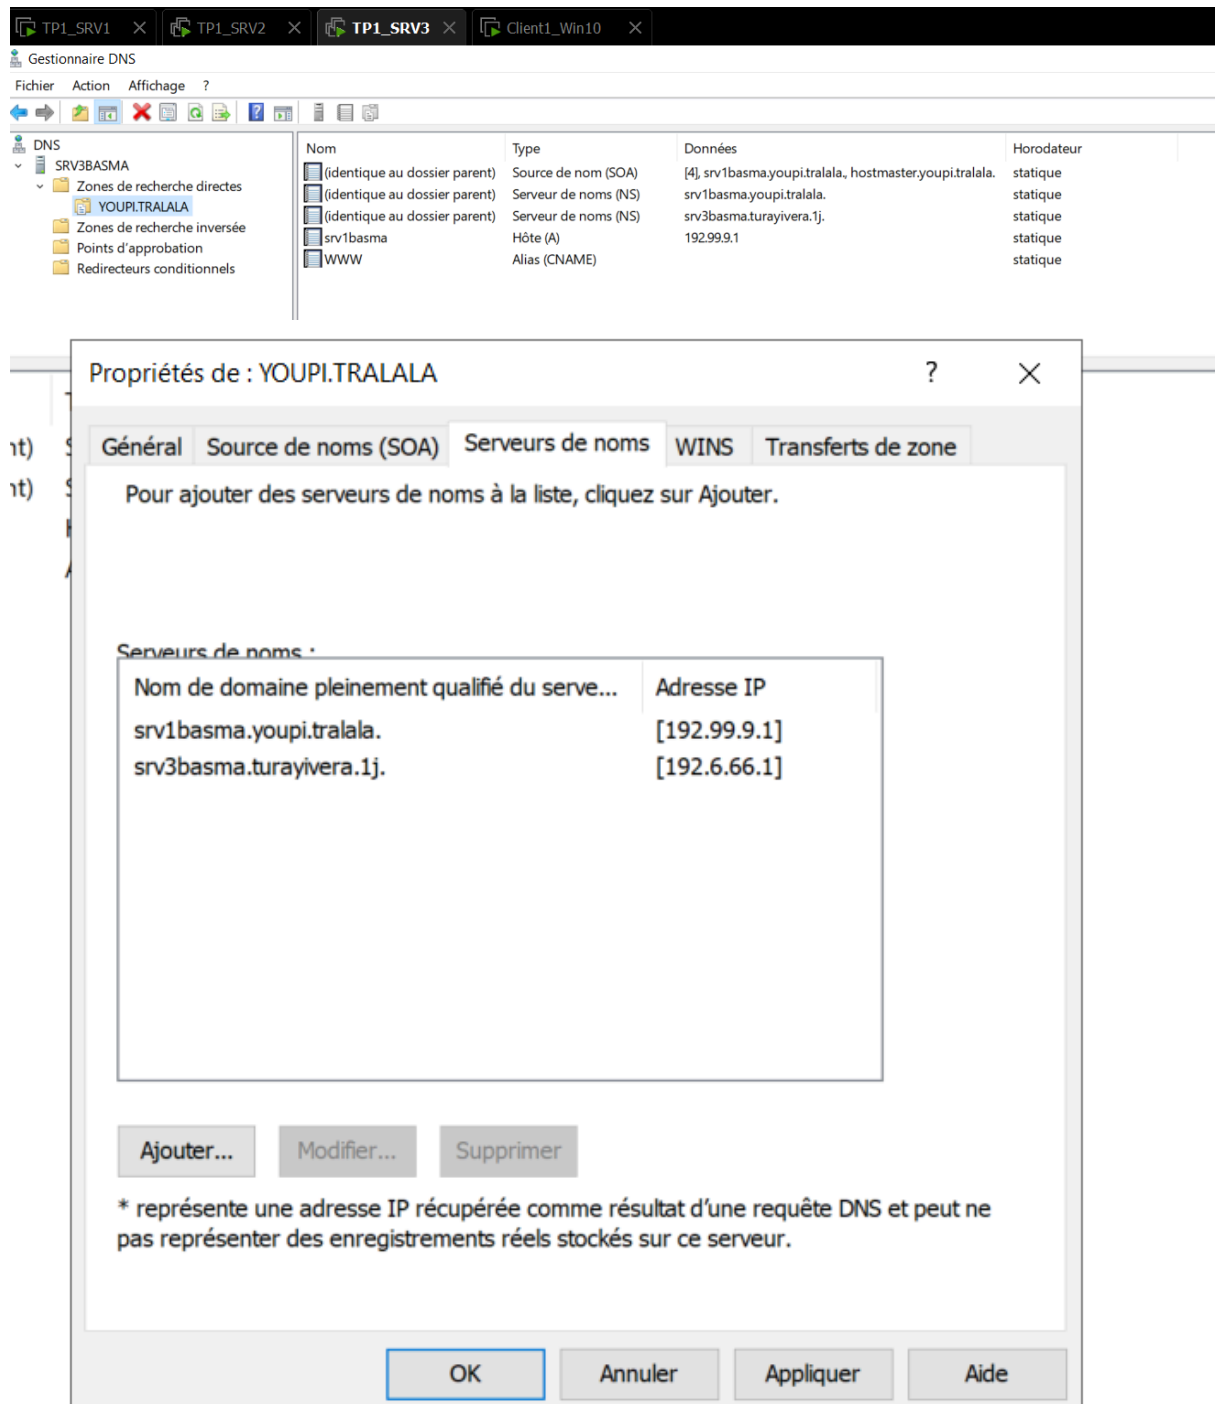 TP1_SRV1 TP1_SRV2 TP1_SRV3 Client1_Win10
Gestionnaire DNS
Fichier Action Affichage ?
DNS
SRV3BASMA
Zones de recherche directes
YOUPI.TRALALA
Zones de recherche inversée
Points d'approbation
Redirecteurs conditionnels
Nom Type Données Horodateur
(identique au dossier parent) Source de nom (SOA) [4], srv1basma.youpi.tralala., hostmaster.youpi.tralala. statique
(identique au dossier parent) Serveur de noms (NS) srv1basma.youpi.tralala. statique
(identique au dossier parent) Serveur de noms (NS) srv3basma.turayivera.1j. statique
srv1basma Hôte (A) 192.99.9.1 statique
WWW Alias (CNAME) statique
Propriétés de : YOUPI.TRALALA ?
nt)
nt)
Général Source de noms (SOA) Serveurs de noms WINS Transferts de zone
Pour ajouter des serveurs de noms à la liste, cliquez sur Ajouter.
Serveurs de noms :
Nom de domaine pleinement qualifié du serve... Adresse IP
srv1basma.youpi.tralala. [192.99.9.1]
srv3basma.turayivera.1j. [192.6.66.1]
Ajouter... Modifier... Supprimer
* représente une adresse IP récupérée comme résultat d'une requête DNS et peut ne
pas représenter des enregistrements réels stockés sur ce serveur.
OK Annuler Appliquer Aide